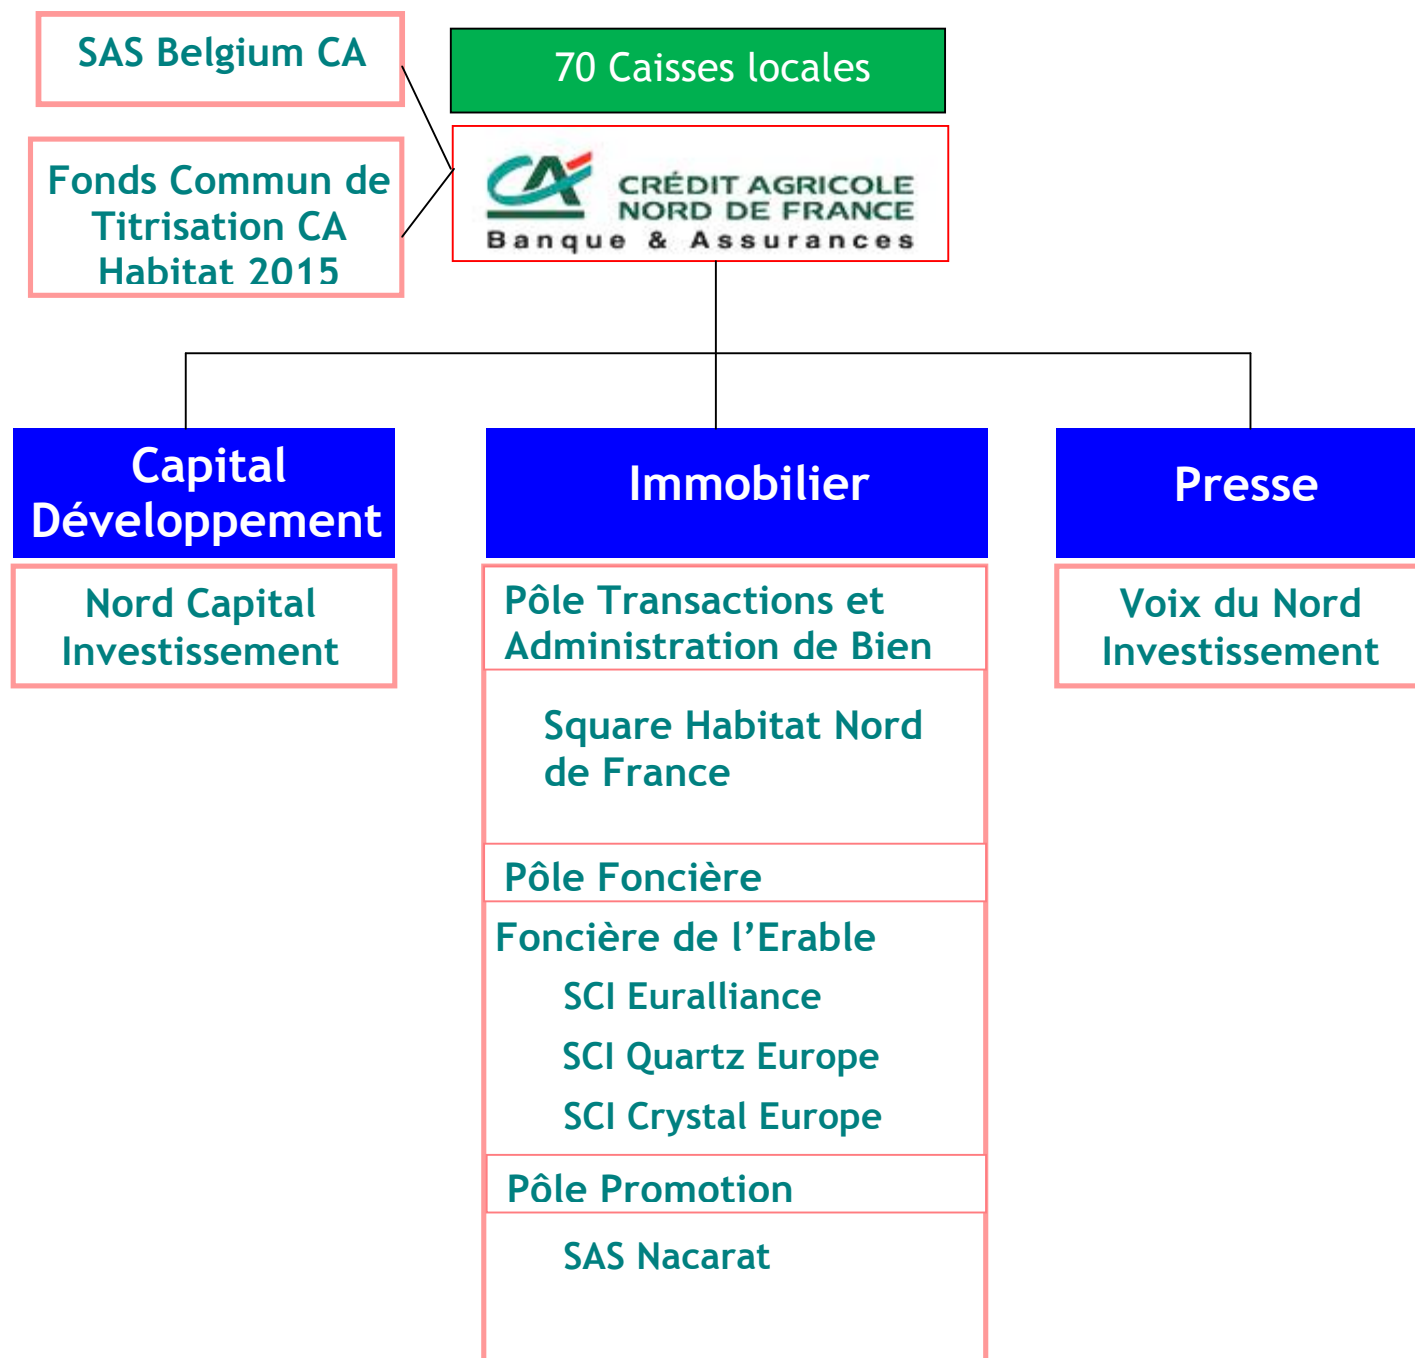 SAS Belgium CA
70 Caisses locales
Fonds Commun de
Titrisation CA
Habitat 2015
CA
CRÉDIT AGRICOLE
NORD DE FRANCE
Banque & Assurances
Capital
Développement
Nord Capital
Investissement
Immobilier
Pôle Transactions et
Administration de Bien
Square Habitat Nord
de France
Pôle Foncière
Foncière de l’Erable
SCI Euralliance
SCI Quartz Europe
SCI Crystal Europe
Pôle Promotion
SAS Nacarat
Presse
Voix du Nord
Investissement